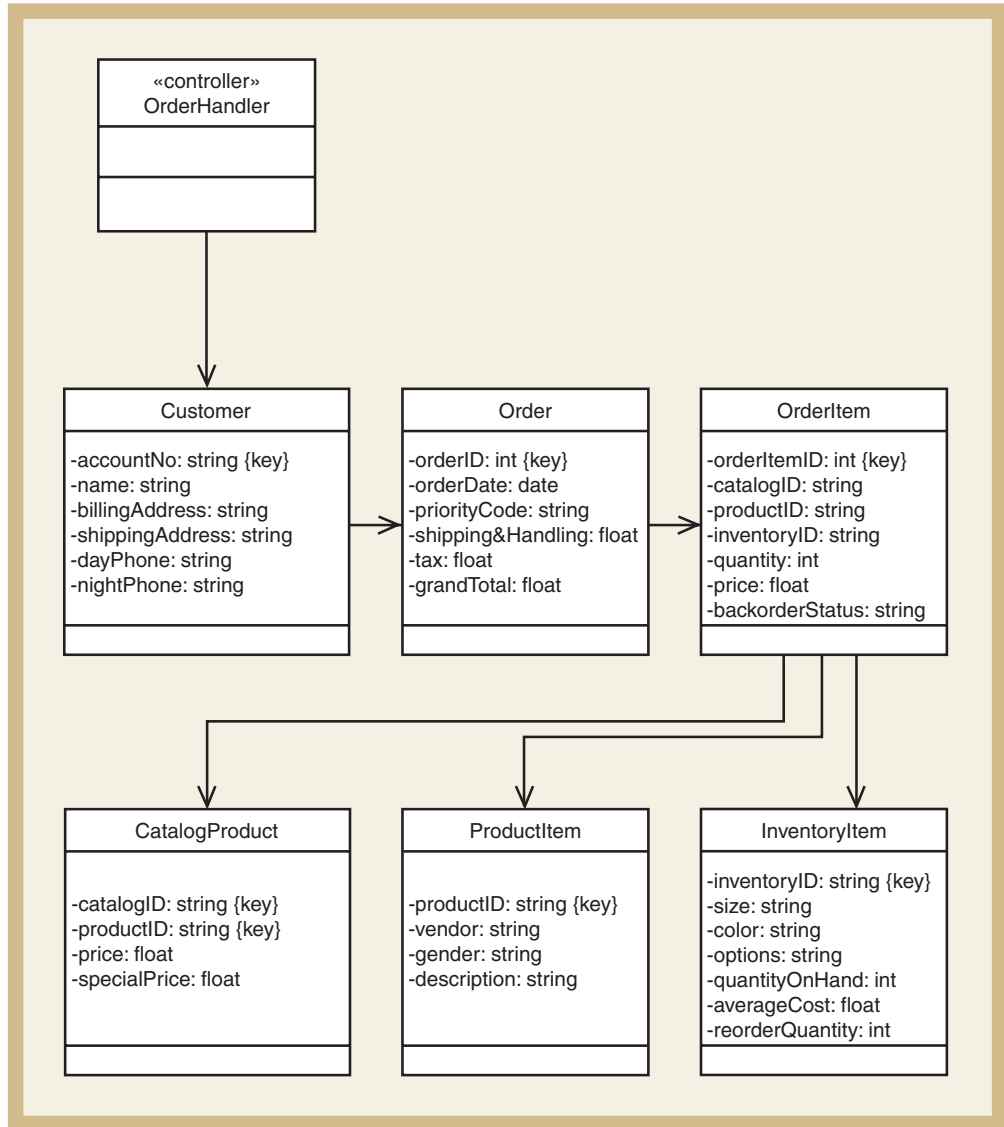 «controller»
OrderHandler
Customer
-accountNo: string {key}
-name: string
-billingAddress: string
-shippingAddress: string
-dayPhone: string
-nightPhone: string
Order
-orderID: int {key}
-orderDate: date
-priorityCode: string
-shipping&Handling: float
-tax: float
-grandTotal: float
OrderItem
-orderItemID: int {key}
-catalogID: string
-productID: string
-inventoryID: string
-quantity: int
-price: float
-backorderStatus: string
CatalogProduct
-catalogID: string {key}
-productID: string {key}
-price: float
-specialPrice: float
ProductItem
-productID: string {key}
-vendor: string
-gender: string
-description: string
InventoryItem
-inventoryID: string {key}
-size: string
-color: string
-options: string
-quantityOnHand: int
-averageCost: float
-reorderQuantity: int